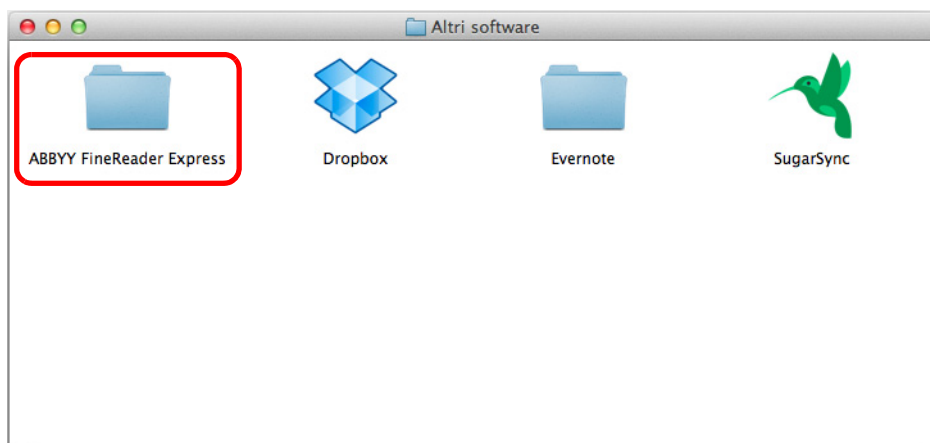 Altri software
ABBYY FineReader Express
Dropbox
Evernote
SugarSync